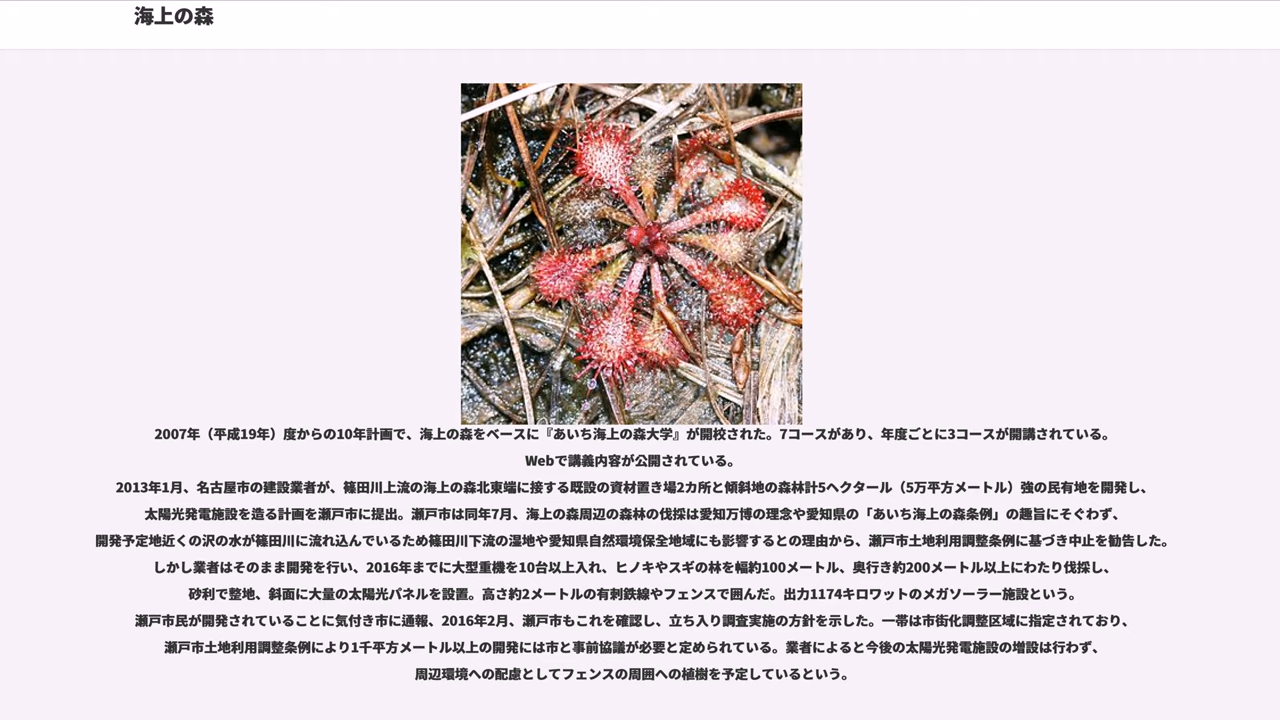 海上の森
2007年（平成19年）度からの10年計画で、海上の森をベースに『あいち海上の森大学』が開校された。7コースがあり、年度ごとに3コースが開講されている。
Webで講義内容が公開されている。
2013年1月、名古屋市の建設業者が、篠田川上流の海上の森北東端に接する既設の資材置き場2カ所と傾斜地の森林計5ヘクタール（5万平方メートル）強の民有地を開発し、
太陽光発電施設を造る計画を瀬戸市に提出。瀬戸市は同年7月、海上の森周辺の森林の伐採は愛知万博の理念や愛知県の「あいち海上の森条例」の趣旨にそぐわず、
開発予定地近くの沢の水が篠田川に流れ込んでいるため篠田川下流の湿地や愛知県自然環境保全地域にも影響するとの理由から、瀬戸市土地利用調整条例に基づき中止を勧告した。
しかし業者はそのまま開発を行い、2016年までに大型重機を10台以上入れ、ヒノキやスギの林を幅約100メートル、奥行き約200メートル以上にわたり伐採し、
砂利で整地、斜面に大量の太陽光パネルを設置。高さ約2メートルの有刺鉄線やフェンスで囲んだ。出力1174キロワットのメガソーラー施設という。
瀬戸市民が開発されていることに気付き市に通報、2016年2月、瀬戸市もこれを確認し、立ち入り調査実施の方針を示した。一帯は市街化調整区域に指定されており、
瀬戸市土地利用調整条例により1千平方メートル以上の開発には市と事前協議が必要と定められている。業者によると今後の太陽光発電施設の増設は行わず、
周辺環境への配慮としてフェンスの周囲への植樹を予定しているという。